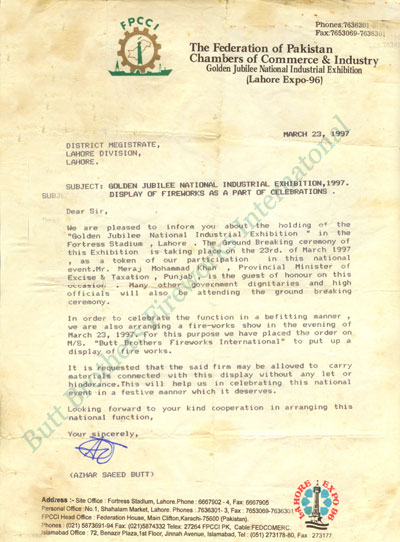 FPCCI
Phones:7636301-
Fax:7653069-763630
The Federation of Pakistan
Chambers of Commerce & Industry
Golden Jubilee National Industrial Exhibition
(Lahore Expo-96)
MARCH 23, 1997
DISTRICT MEGISTRATE,
LAHORE DIVISION,
LAHORE.
SUBJECT: GOLDEN JUBILEE NATIONAL INDUSTRIAL EXHIBITION,1997.
DISPLAY OF FIREWORKS AS A PART OF CELEBRATIONS .
Dear Sir,
We are pleased to inform you about the holding of the
"Golden Jubilee National Industrial Exhibition " in the
Fortress Stadium , Lahore . The Ground Breaking ceremony of
this Exhibition is taking place on the 23rd. of March 1997
, as a token of our participation in this national
event.Mr. Meraj Mohammad Khan , Provincial Minister of
Excise & Taxation , Punjab , is the guest of honour on this
occasion . Many other government dignitaries and high
officials will also be attending the ground breaking
ceremony.
In order to celebrate the function in a befitting manner ,
we are also arranging a fire-works show in the evening of
March 23, 1997. For this purpose we have placed the order on
M/S. "Butt Brothers Fireworks International" to put up a
display of fire works.
It is requested that the said firm may be allowed to carry
materials connected with this display without any let or
hinderance.This will help us in celebrating this national
event in a festive manner which it deserves.
Looking forward to your kind cooperation in arranging this
national function,
Your sincerely,
(AZHAR SAEED BUTT)
Butt Brothers Fireworks International
LAHORE EXPO 96
Address :- Site Office : Fortress Stadium, Lahore.Phone : 6667902 -4, Fax: 6667905
Personal Office :No.1, Shahalam Market, Lahore. Phones : 7636301- 3, Fax: 7653069-7636301
FPCCI Head Office : Federation House, Main Clifton,Karachi-75600 (Pakistan).
Phones : (021) 5873691-94 Fax: (021)5874332 Telex: 27264 FPCCI PK, Cable:FEDCOMERC.
Islamabad Office : 72, Benazir Plaza,1st Floor, Jinnah Avenue, Islamabad, Tel : (051) 273178-80, Fax 273177